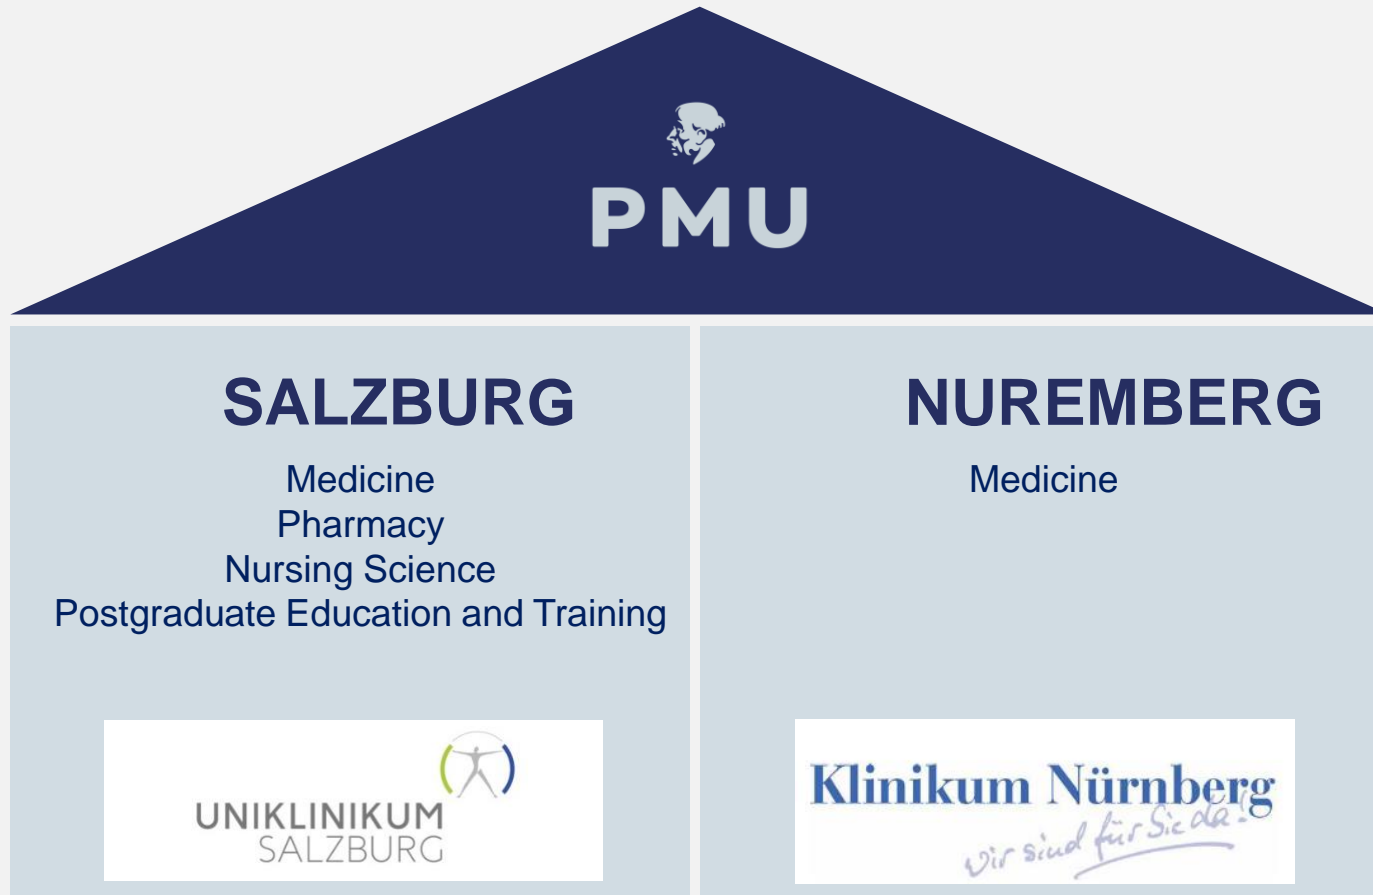 PMU
SALZBURG
Medicine
Pharmacy
Nursing Science
Postgraduate Education and Training
UNIKLINIKUM
SALZBURG
NUREMBERG
Medicine
Klinikum Nürnberg
wir sind für Sie da!